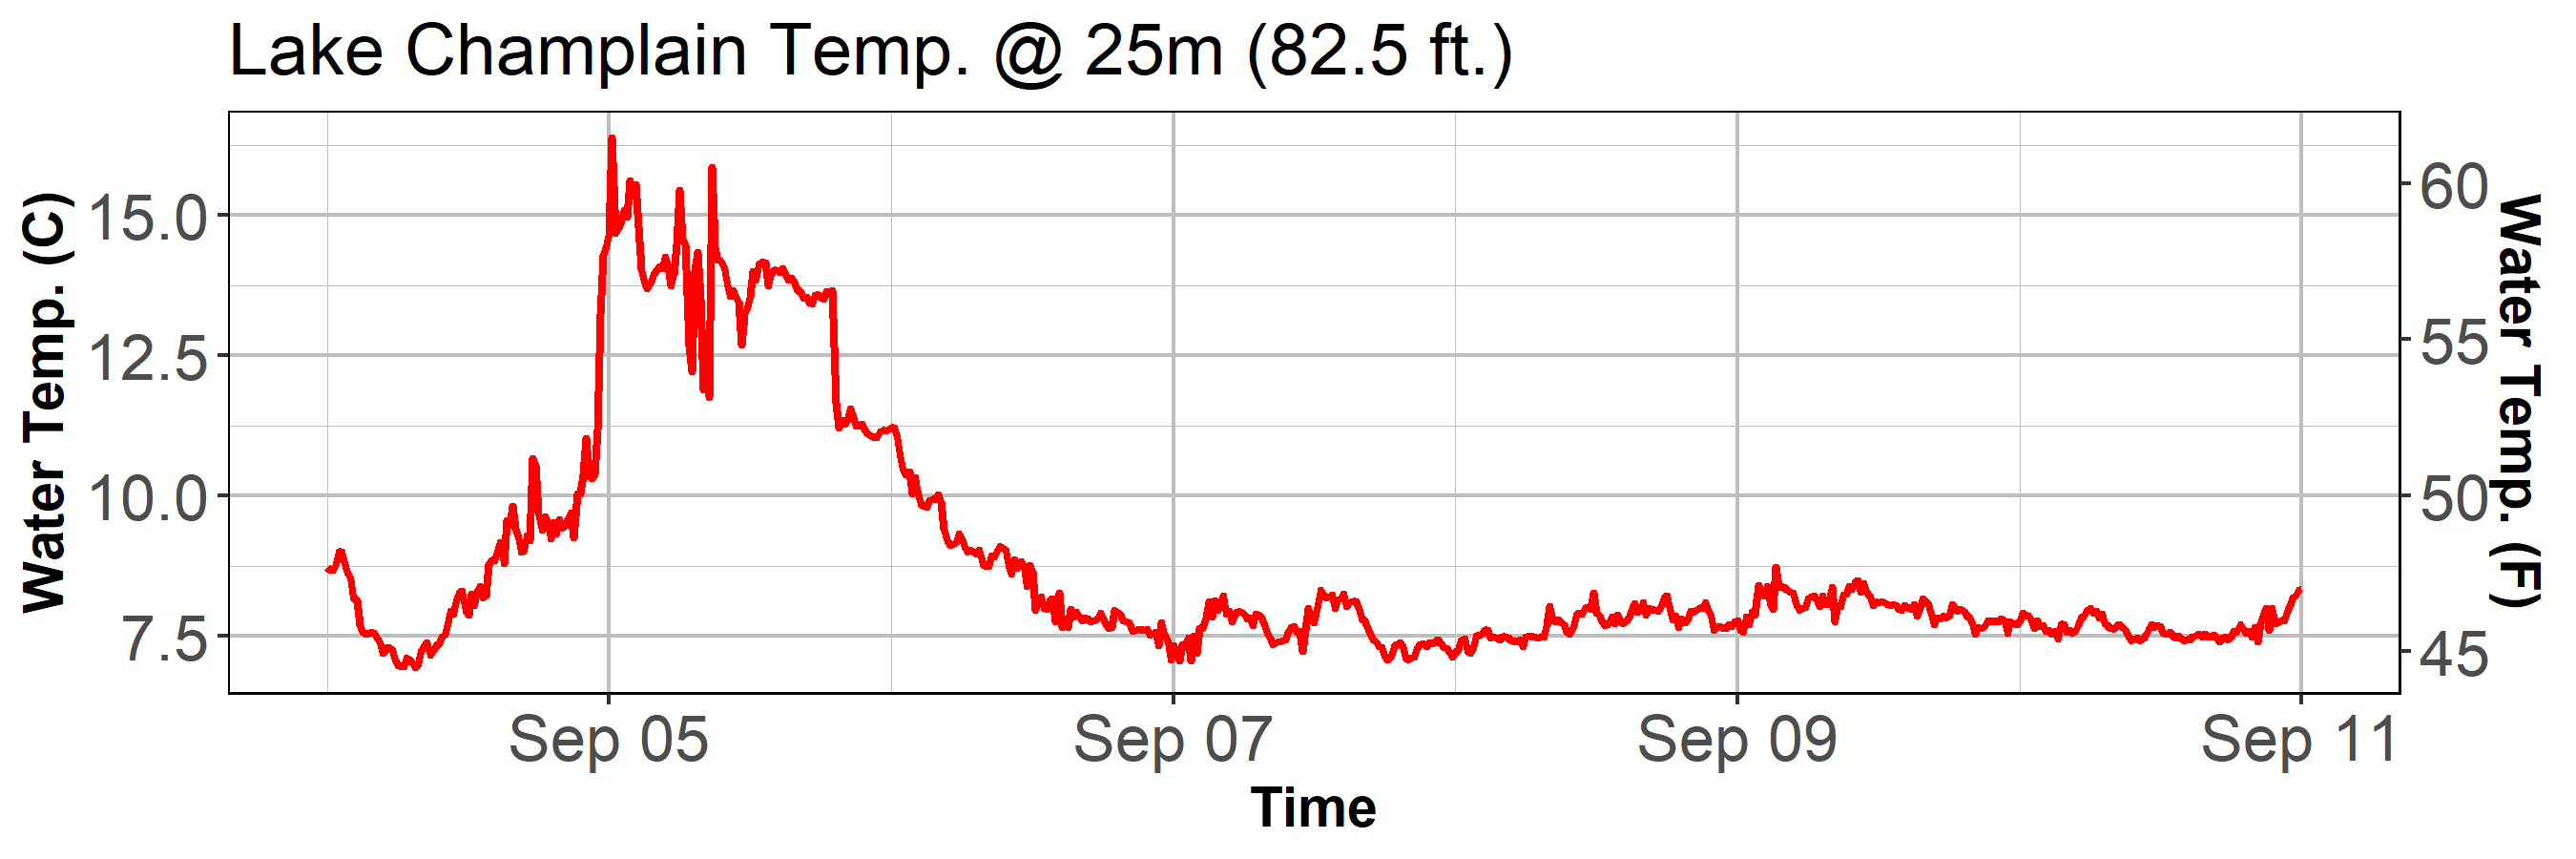 Lake Champlain Temp. @ 25m (82.5 ft.)
Water Temp. (C)
15.0
12.5
10.0
7.5
60
55
50
45
Water Temp. (F)
Sep 05 Sep 07 Sep 09 Sep 11
Time